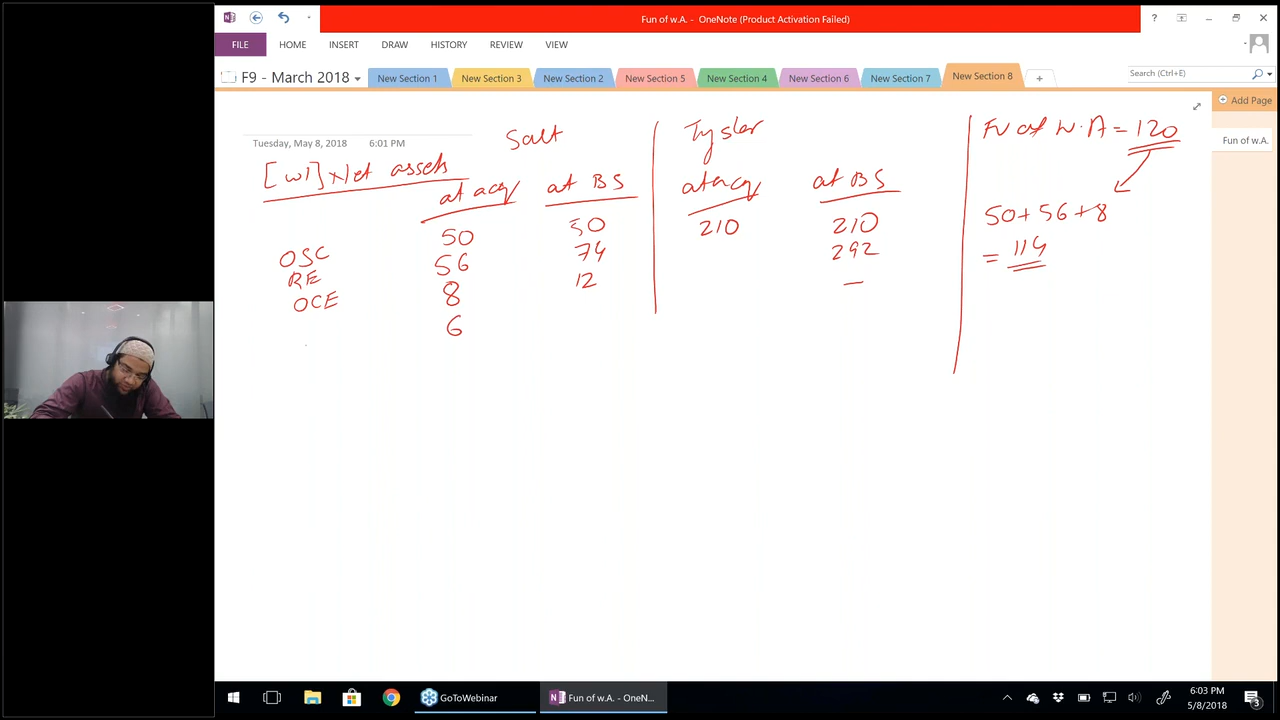 Fun of w.A. - OneNote (Product Activation Failed)
FILE HOME INSERT DRAW HISTORY REVIEW VIEW
F9 - March 2018 New Section 1 New Section 3 New Section 2 New Section 5 New Section 4 New Section 6 New Section 7 New Section 8
Search (Ctrl+E)
Add Page
Fun of w.A.
Tuesday, May 8, 2018 6:01 PM
Salt
[W1] Net assets
at acq at BS
50 50
OSC 56 74
RE 8 12
OCE 6
at acq at BS
210 210
292
—
FV of W.A = 120
50+56+8
= 114
GoToWebinar
Fun of w.A. - OneN...
6:03 PM
5/8/2018
3